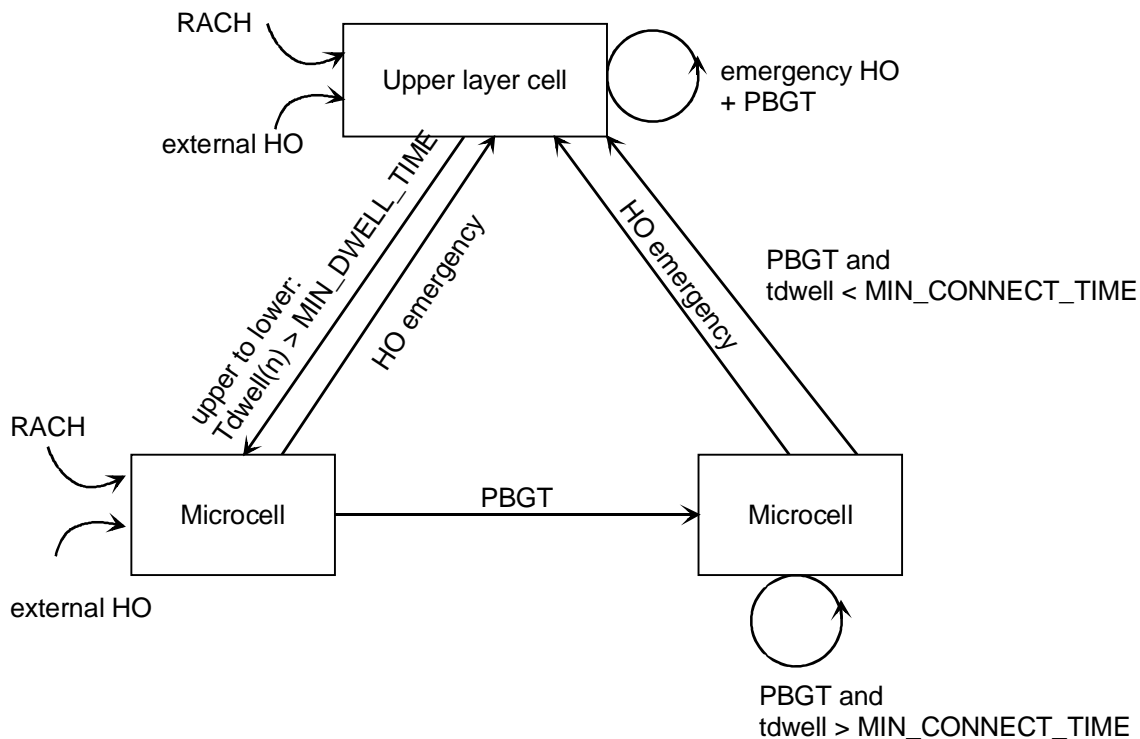 RACH
Upper layer cell
emergency HO
+ PBGT
external HO
upper to lower:
Tdwell(n) > MIN_DWELL_TIME
HO emergency
HO emergency
PBGT and
tdwell < MIN_CONNECT_TIME
RACH
Microcell
PBGT
Microcell
external HO
PBGT and
tdwell > MIN_CONNECT_TIME